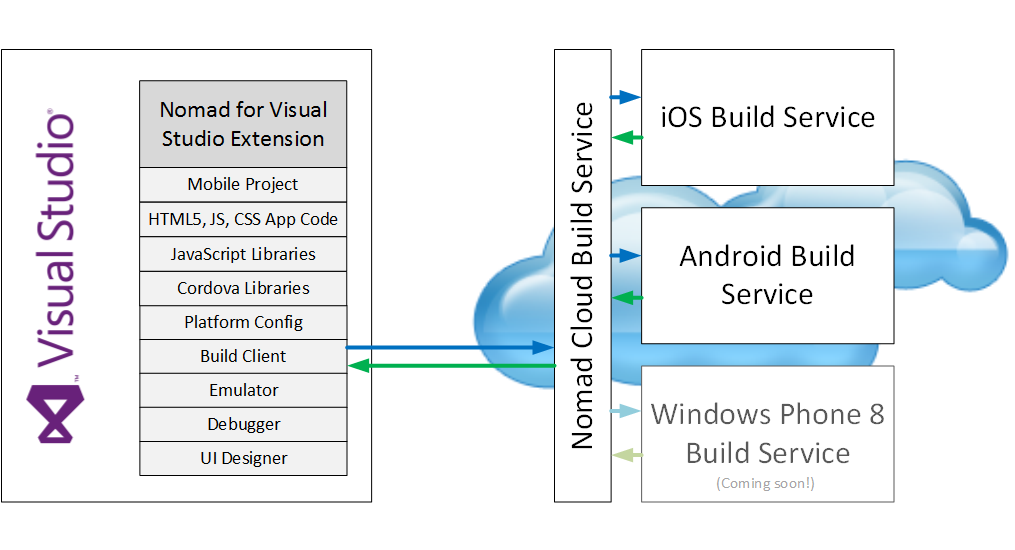 Visual Studio®
™
Nomad for Visual
Studio Extension
Mobile Project
HTML5, JS, CSS App Code
JavaScript Libraries
Cordova Libraries
Platform Config
Build Client
Emulator
Debugger
UI Designer
Nomad Cloud Build Service
iOS Build Service
Android Build
Service
Windows Phone 8
Build Service
(Coming soon!)